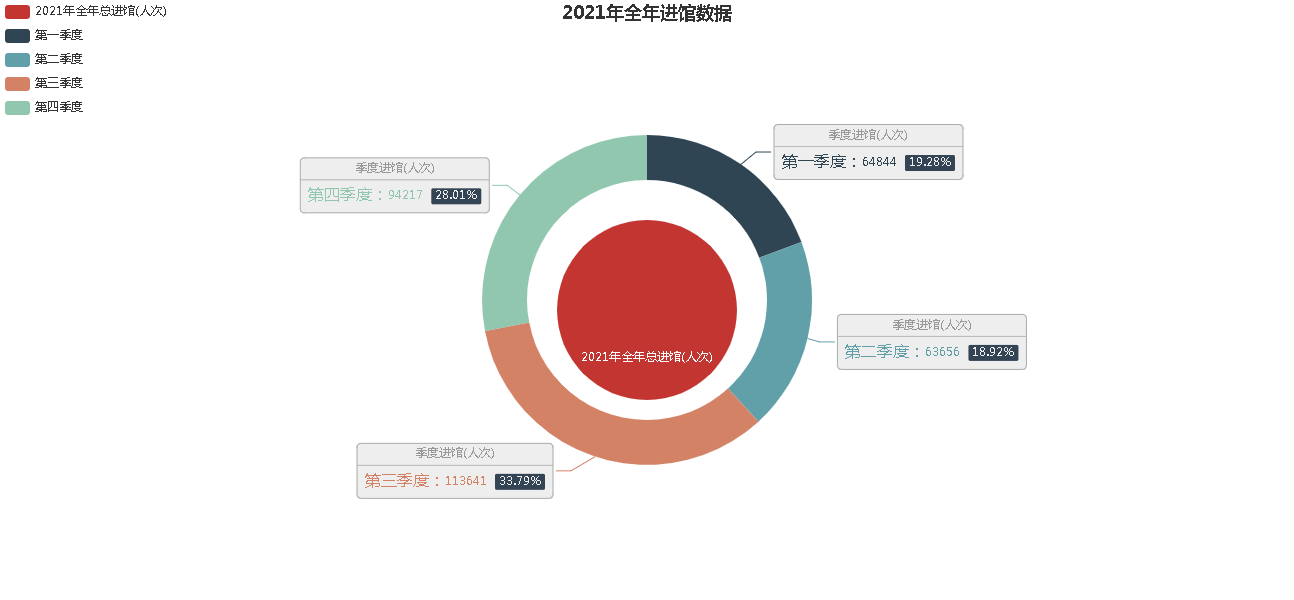 2021年全年进馆数据
2021年全年总进馆(人次)
第一季度
第二季度
第三季度
第四季度
季度进馆(人次)
第一季度：64844 19.28%
季度进馆(人次)
第四季度：94217 28.01%
季度进馆(人次)
第二季度：63656 18.92%
2021年全年总进馆(人次)
季度进馆(人次)
第三季度：113641 33.79%